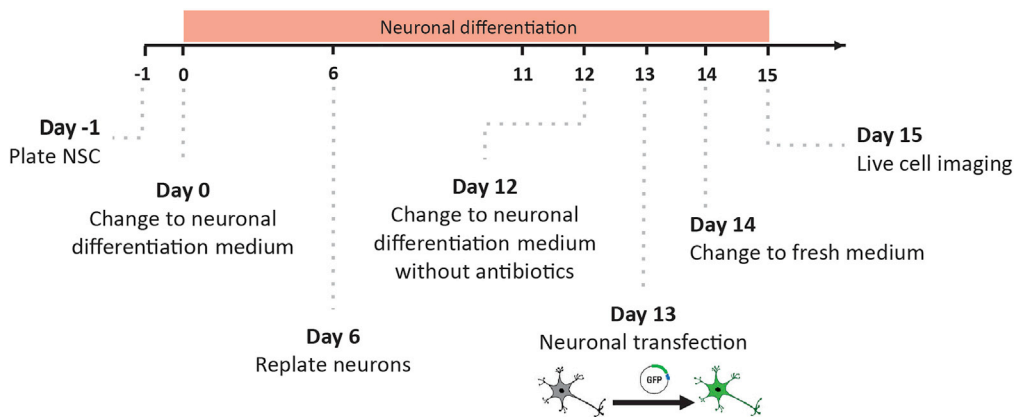 Neuronal differentiation
-1 0 6 11 12 13 14 15
Day -1
Plate NSC
Day 0
Change to neuronal
differentiation medium
Day 6
Replate neurons
Day 12
Change to neuronal
differentiation medium
without antibiotics
Day 13
Neuronal transfection
GFP
Day 14
Change to fresh medium
Day 15
Live cell imaging